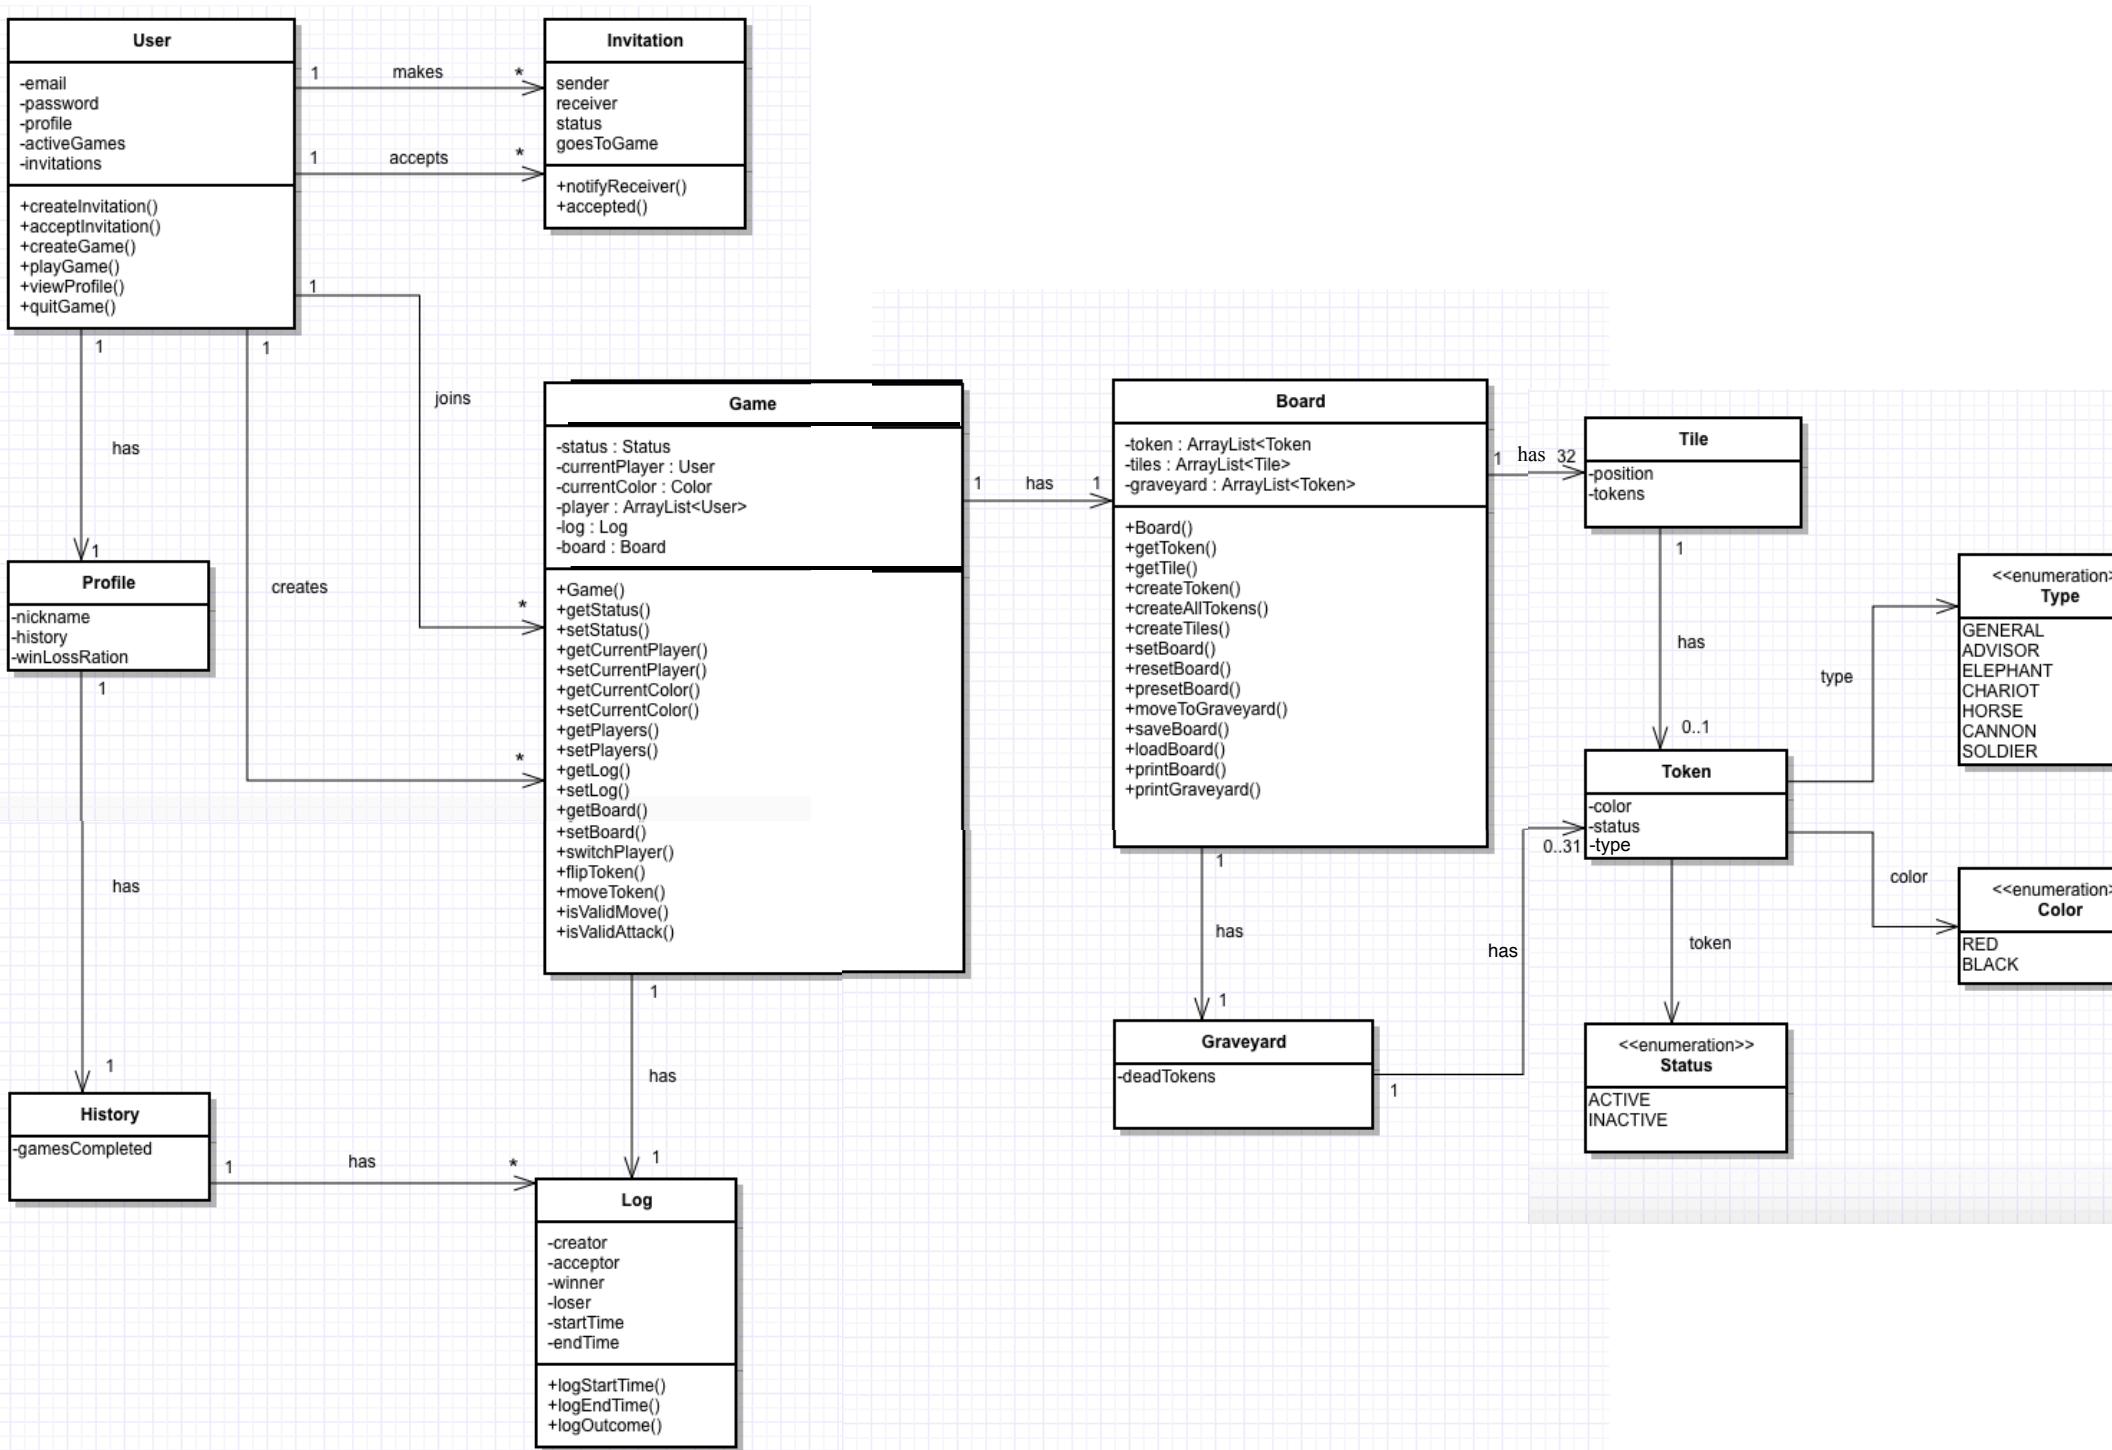 User
-email
-password
-profile
-activeGames
-invitations
+createInvitation()
+acceptInvitation()
+createGame()
+playGame()
+viewProfile()
+quitGame()
1
makes
*
1
accepts
*
Invitation
sender
receiver
status
goesToGame
+notifyReceiver()
+accepted()
1
joins
*
1
has
1
1
creates
*
Profile
-nickname
-history
-winLossRation
1
has
1
History
-gamesCompleted
1
has
*
Game
-status : Status
-currentPlayer : User
-currentColor : Color
-player : ArrayList<User>
-log : Log
-board : Board
+Game()
+getStatus()
+setStatus()
+getCurrentPlayer()
+setCurrentPlayer()
+getCurrentColor()
+setCurrentColor()
+getPlayers()
+setPlayers()
+getLog()
+setLog()
+getBoard()
+setBoard()
+switchPlayer()
+flipToken()
+moveToken()
+isValidMove()
+isValidAttack()
1
has
1
Log
-creator
-acceptor
-winner
-loser
-startTime
-endTime
+logStartTime()
+logEndTime()
+logOutcome()
1
has
1
Board
-token : ArrayList<Token
-tiles : ArrayList<Tile>
-graveyard : ArrayList<Token>
+Board()
+getToken()
+getTile()
+createToken()
+createAllTokens()
+createTiles()
+setBoard()
+resetBoard()
+presetBoard()
+moveToGraveyard()
+saveBoard()
+loadBoard()
+printBoard()
+printGraveyard()
1
has
1
Graveyard
-deadTokens
1
has
0..31
1
has
32
Tile
-position
-tokens
1
has
0..1
Token
-color
-status
-type
type
color
token
<<enumeration>
Type
GENERAL
ADVISOR
ELEPHANT
CHARIOT
HORSE
CANNON
SOLDIER
<<enumeration>
Color
RED
BLACK
<<enumeration>>
Status
ACTIVE
INACTIVE